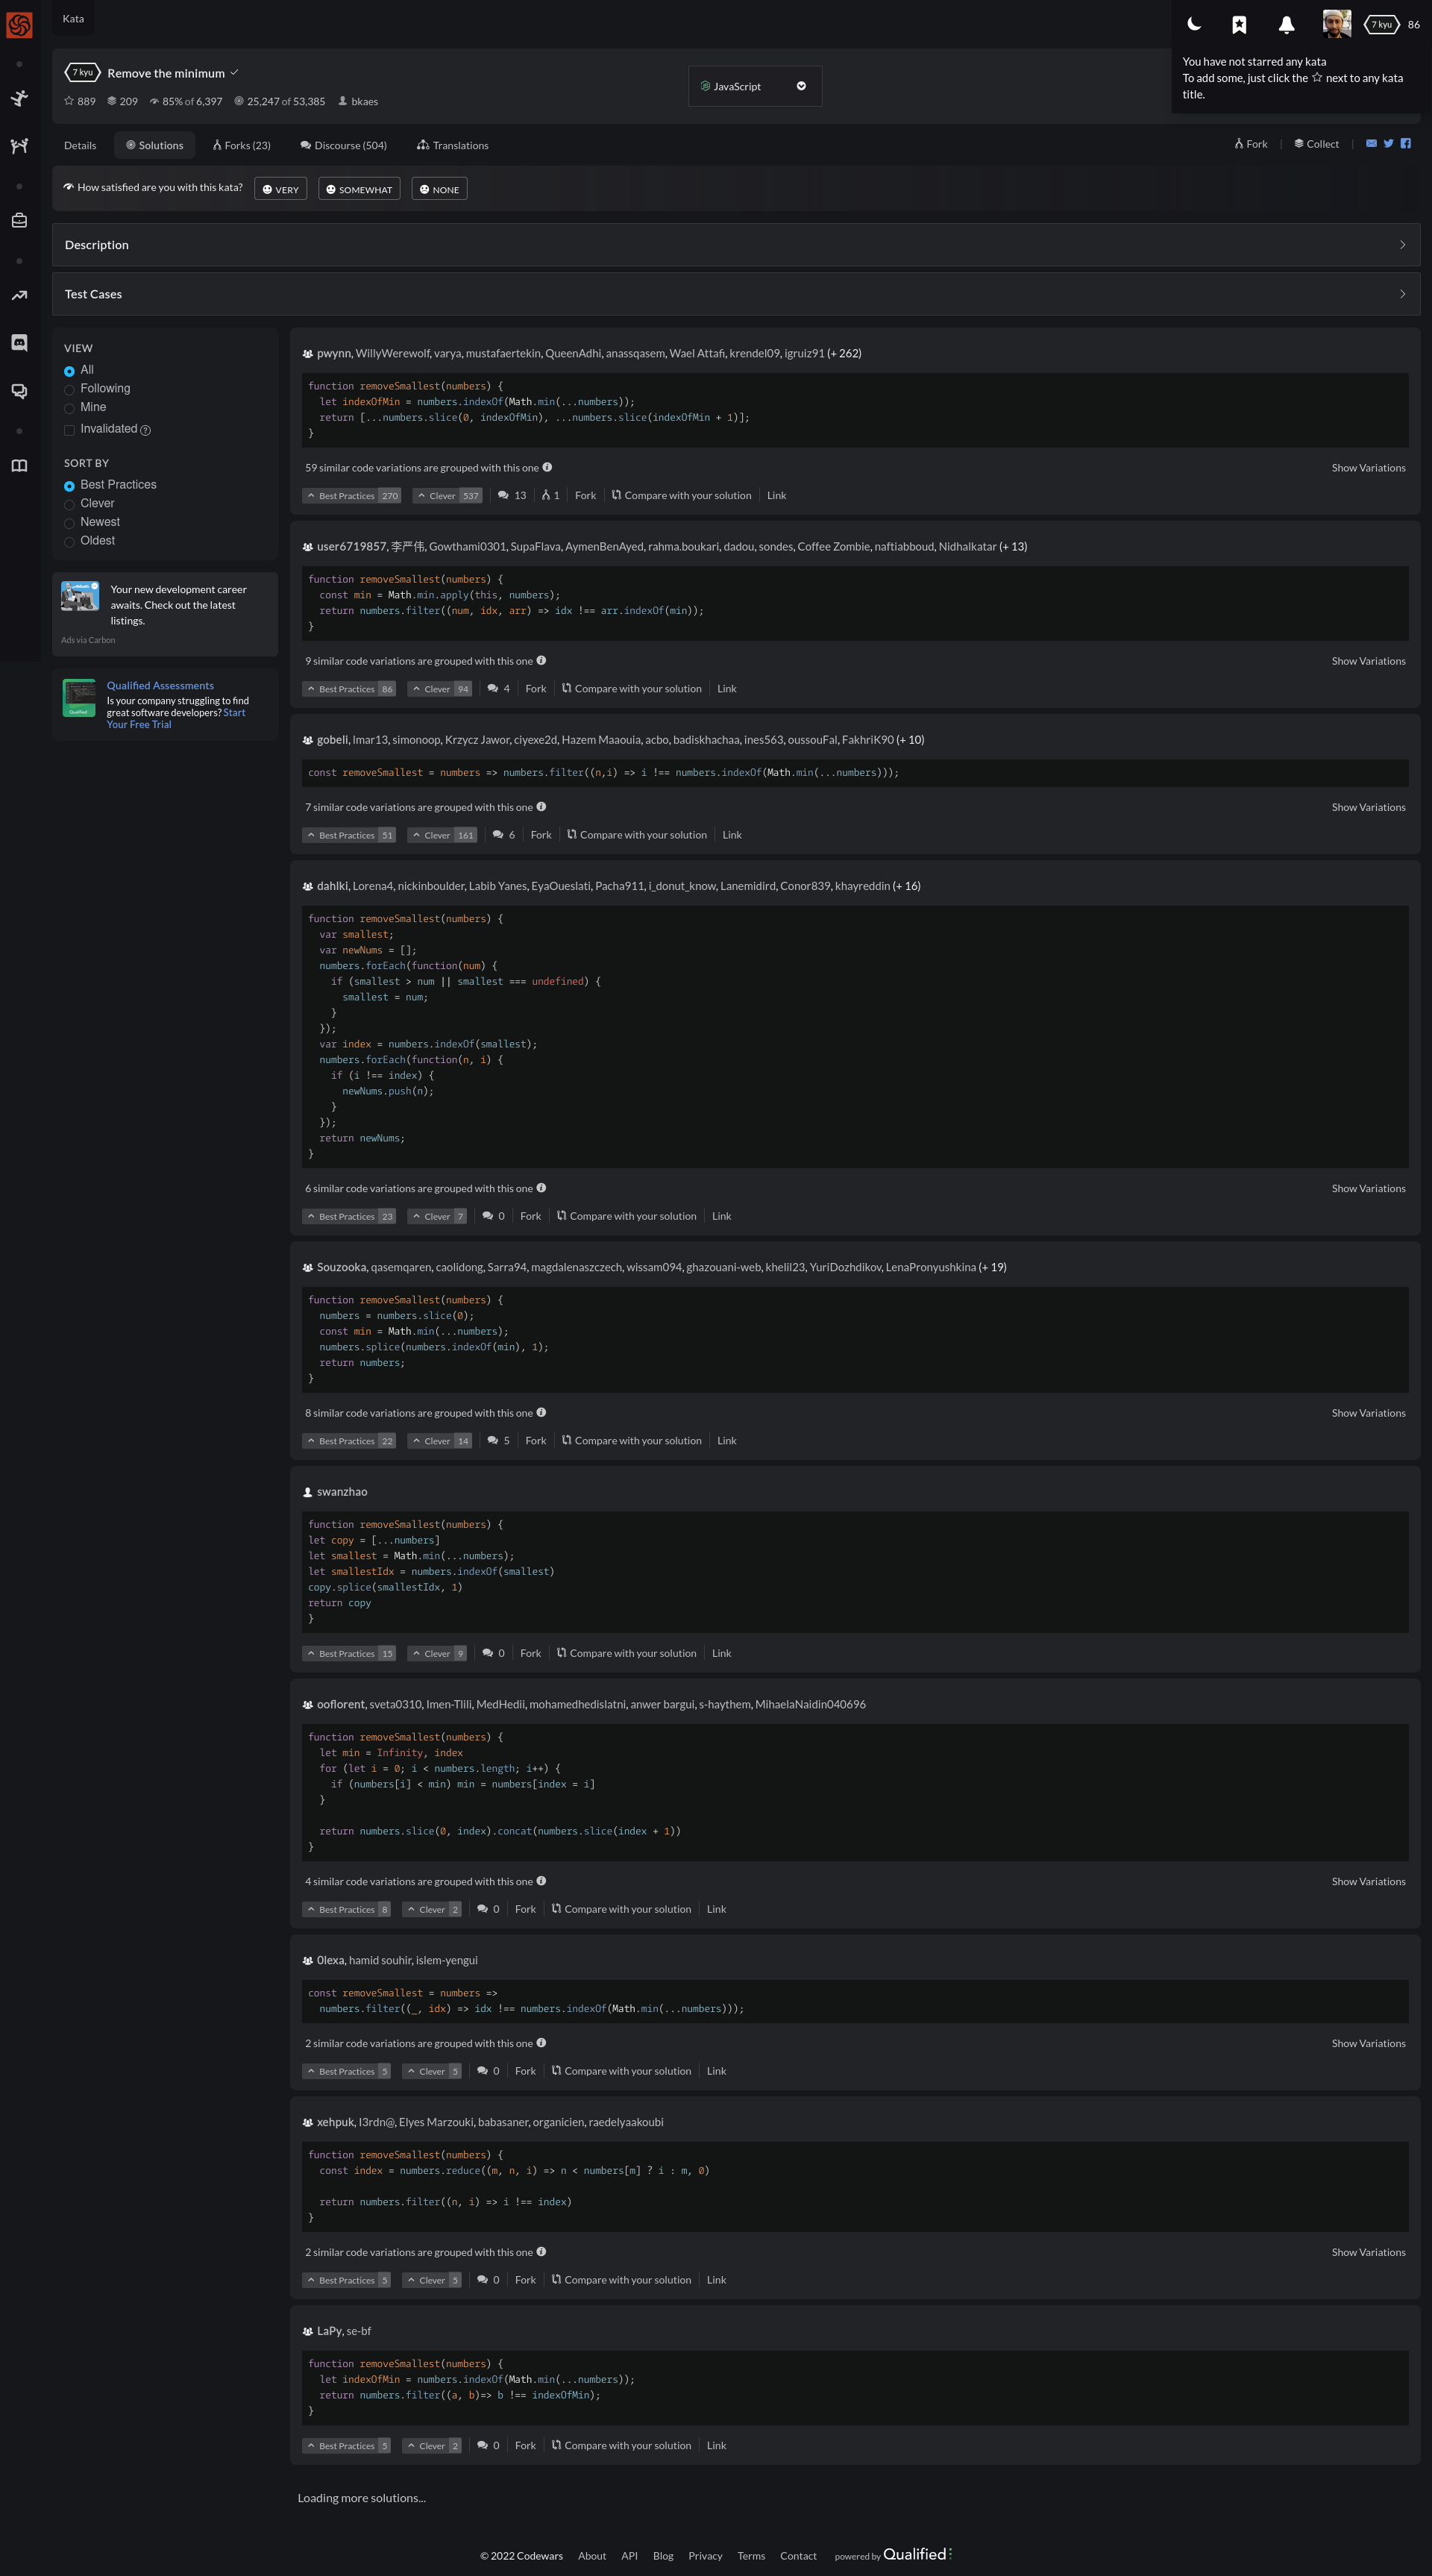 Kata
7 kyu
86
You have not starred any kata
To add some, just click the ☆ next to any kata
title.
7 kyu Remove the minimum
889 209 85% of 6,397 25,247 of 53,385 bkaes
JavaScript
Details Solutions Forks (23) Discourse (504) Translations
Fork | Collect |
How satisfied are you with this kata? VERY SOMEWHAT NONE
Description
Test Cases
VIEW
All
Following
Mine
Invalidated
SORT BY
Best Practices
Clever
Newest
Oldest
Your new development career
awaits. Check out the latest
listings.
Ads via Carbon
Qualified
Qualified Assessments
Is your company struggling to find
great software developers? Start
Your Free Trial
pwynn, WillyWerewolf, varya, mustafaertekin, QueenAdhi, anassqasem, Wael Attafi, krendel09, igruiz91 (+ 262)
function removeSmallest(numbers) {
  let indexOfMin = numbers.indexOf(Math.min(...numbers));
  return [...numbers.slice(0, indexOfMin), ...numbers.slice(indexOfMin + 1)];
}
59 similar code variations are grouped with this one Show Variations
Best Practices 270 Clever 537 13 1 Fork Compare with your solution Link
user6719857, 李严伟, Gowthami0301, SupaFlava, AymenBenAyed, rahma.boukari, dadou, sondes, Coffee Zombie, naftiabboud, Nidhalkatar (+ 13)
function removeSmallest(numbers) {
  const min = Math.min.apply(this, numbers);
  return numbers.filter((num, idx, arr) => idx !== arr.indexOf(min));
}
9 similar code variations are grouped with this one Show Variations
Best Practices 86 Clever 94 4 Fork Compare with your solution Link
gobeli, lmar13, simonoop, Krzycz Jawor, ciyexe2d, Hazem Maaouia, acbo, badiskhachaa, ines563, oussouFal, FakhriK90 (+ 10)
const removeSmallest = numbers => numbers.filter((n,i) => i !== numbers.indexOf(Math.min(...numbers)));
7 similar code variations are grouped with this one Show Variations
Best Practices 51 Clever 161 6 Fork Compare with your solution Link
dahlki, Lorena4, nickinboulder, Labib Yanes, EyaOueslati, Pacha911, i_donut_know, Lanemidird, Conor839, khayreddin (+ 16)
function removeSmallest(numbers) {
  var smallest;
  var newNums = [];
  numbers.forEach(function(num) {
    if (smallest > num || smallest === undefined) {
      smallest = num;
    }
  });
  var index = numbers.indexOf(smallest);
  numbers.forEach(function(n, i) {
    if (i !== index) {
      newNums.push(n);
    }
  });
  return newNums;
}
6 similar code variations are grouped with this one Show Variations
Best Practices 23 Clever 7 0 Fork Compare with your solution Link
Souzooka, qasemqaren, caolidong, Sarra94, magdalenaszczech, wissam094, ghazouani-web, khelil23, YuriDozhdikov, LenaPronyushkina (+ 19)
function removeSmallest(numbers) {
  numbers = numbers.slice(0);
  const min = Math.min(...numbers);
  numbers.splice(numbers.indexOf(min), 1);
  return numbers;
}
8 similar code variations are grouped with this one Show Variations
Best Practices 22 Clever 14 5 Fork Compare with your solution Link
swanzhao
function removeSmallest(numbers) {
let copy = [...numbers]
let smallest = Math.min(...numbers);
let smallestIdx = numbers.indexOf(smallest)
copy.splice(smallestIdx, 1)
return copy
}
Best Practices 15 Clever 9 0 Fork Compare with your solution Link
ooflorent, sveta0310, Imen-Tlili, MedHedii, mohamedhedislatni, anwer bargui, s-haythem, MihaelaNaidin040696
function removeSmallest(numbers) {
  let min = Infinity, index
  for (let i = 0; i < numbers.length; i++) {
    if (numbers[i] < min) min = numbers[index = i]
  }
  return numbers.slice(0, index).concat(numbers.slice(index + 1))
}
4 similar code variations are grouped with this one Show Variations
Best Practices 8 Clever 2 0 Fork Compare with your solution Link
0lexa, hamid souhir, islem-yengui
const removeSmallest = numbers =>
  numbers.filter((_, idx) => idx !== numbers.indexOf(Math.min(...numbers)));
2 similar code variations are grouped with this one Show Variations
Best Practices 5 Clever 5 0 Fork Compare with your solution Link
xehpuk, l3rdn@, Elyes Marzouki, babasaner, organicien, raedelyaakoubi
function removeSmallest(numbers) {
  const index = numbers.reduce((m, n, i) => n < numbers[m] ? i : m, 0)
  return numbers.filter((n, i) => i !== index)
}
2 similar code variations are grouped with this one Show Variations
Best Practices 5 Clever 5 0 Fork Compare with your solution Link
LaPy, se-bf
function removeSmallest(numbers) {
  let indexOfMin = numbers.indexOf(Math.min(...numbers));
  return numbers.filter((a, b)=> b !== indexOfMin);
}
Best Practices 5 Clever 2 0 Fork Compare with your solution Link
Loading more solutions...
© 2022 Codewars About API Blog Privacy Terms Contact powered by Qualified